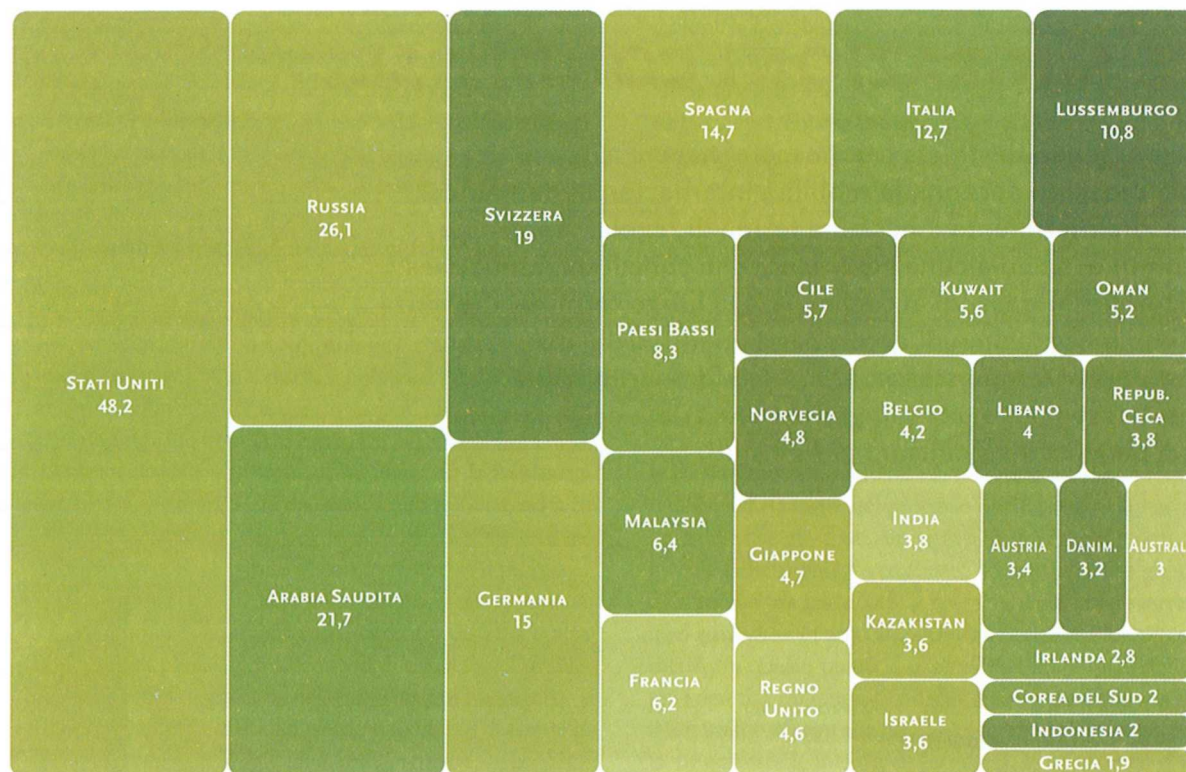 Stati Uniti
48,2
Russia
26,1
Arabia Saudita
21,7
Svizzera
19
Germania
15
Spagna
14,7
Italia
12,7
Lussemburgo
10,8
Paesi Bassi
8,3
Malaysia
6,4
Francia
6,2
Cile
5,7
Kuwait
5,6
Oman
5,2
Norvegia
4,8
Giappone
4,7
Regno
Unito
4,6
Belgio
4,2
Libano
4
Repub.
Ceca
3,8
India
3,8
Kazakistan
3,6
Israele
3,6
Austria
3,4
Danim.
3,2
Austral
3
Irlanda 2,8
Corea del Sud 2
Indonesia 2
Grecia 1,9